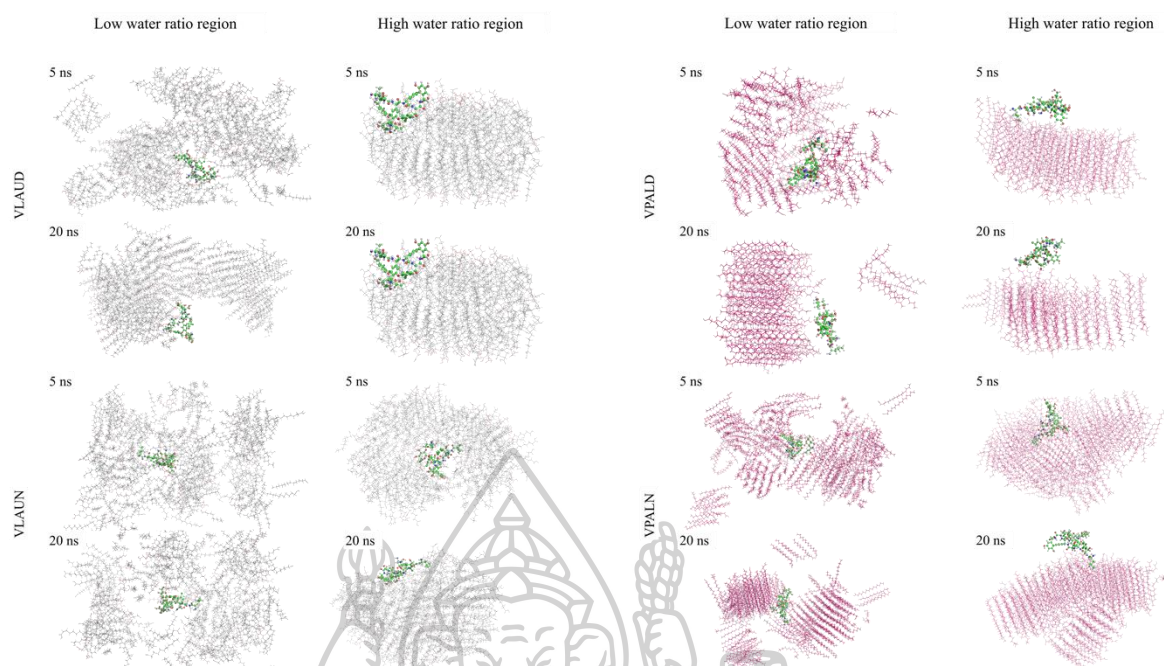 Low water ratio region
High water ratio region
Low water ratio region
High water ratio region
VLAUD
5 ns
5 ns
VPALD
5 ns
5 ns
20 ns
20 ns
20 ns
20 ns
VLAUN
5 ns
5 ns
VPALN
5 ns
5 ns
20 ns
20 ns
20 ns
20 ns